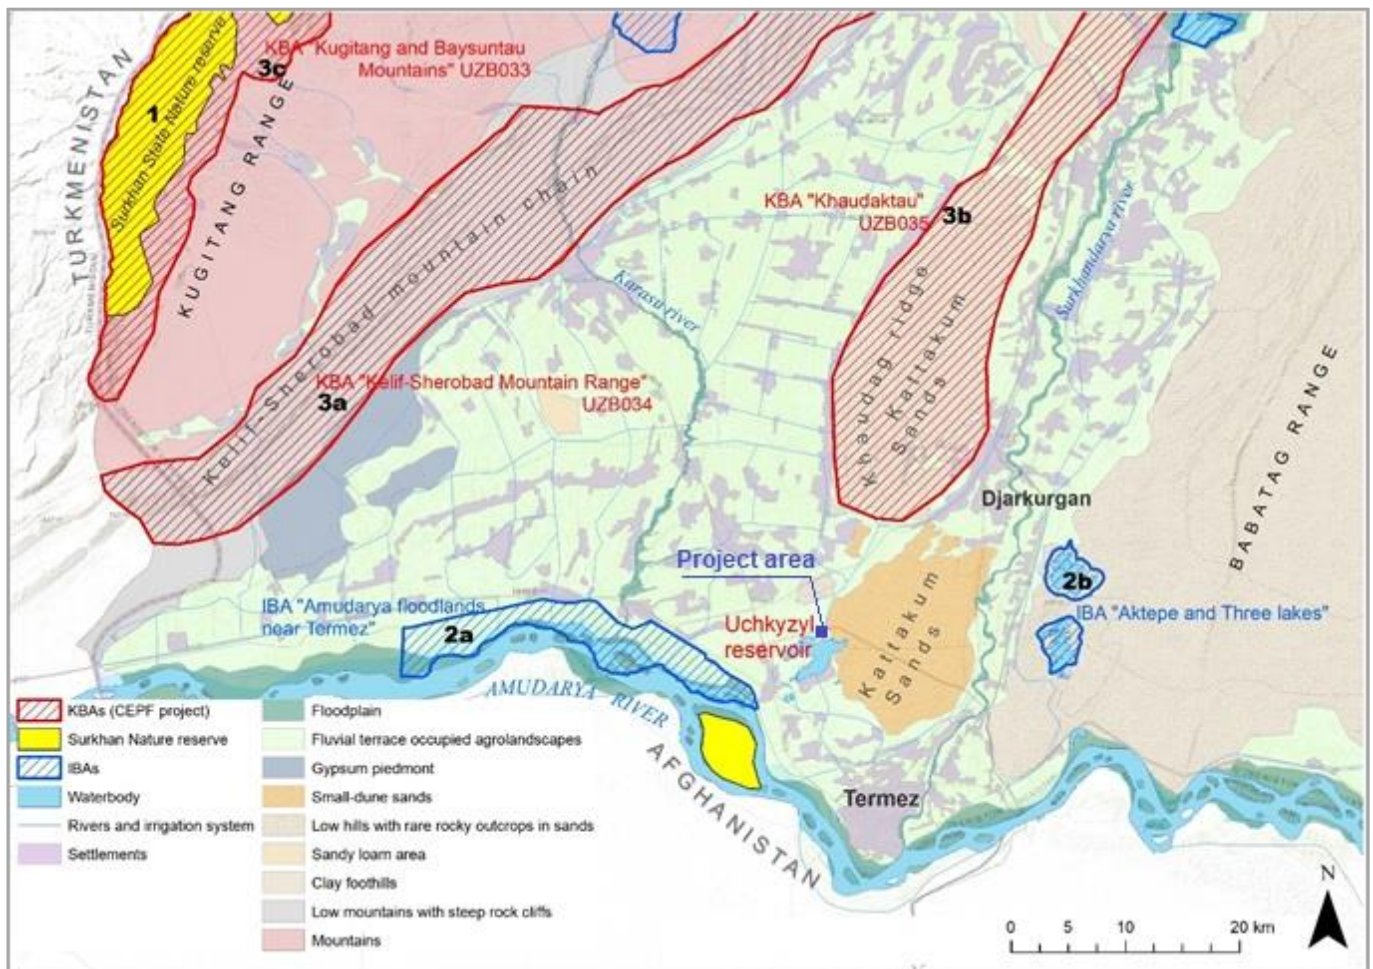 KBA "Kugitang and Baysuntau
Mountains" UZB033
3c
1
Surkhan State Nature reserve
TURKMENISTAN
KUGITANG RANGE
Kelif-Sherobad mountain chain
KBA "Khaudaktau"
UZB035
3b
Surkhandarya river
Karasu river
KBA "Kelif-Sherobad Mountain Range"
UZB034
3a
Khaudag ridge
Kattakum
Sands
Djarkurgan
BABATAG RANGE
Project area
2b
IBA "Aktepe and Three lakes"
IBA "Amudarya floodlands
near Termez"
2a
Uchkyzyl
reservoir
Kattakum
Sands
AMUDARYA RIVER
AFGHANISTAN
Termez
KBAs (CEPF project)
Surkhan Nature reserve
IBAs
Waterbody
Rivers and irrigation system
Settlements
Floodplain
Fluvial terrace occupied agrolandscapes
Gypsum piedmont
Small-dune sands
Low hills with rare rocky outcrops in sands
Sandy loam area
Clay foothills
Low mountains with steep rock cliffs
Mountains
N
0 5 10 20 km